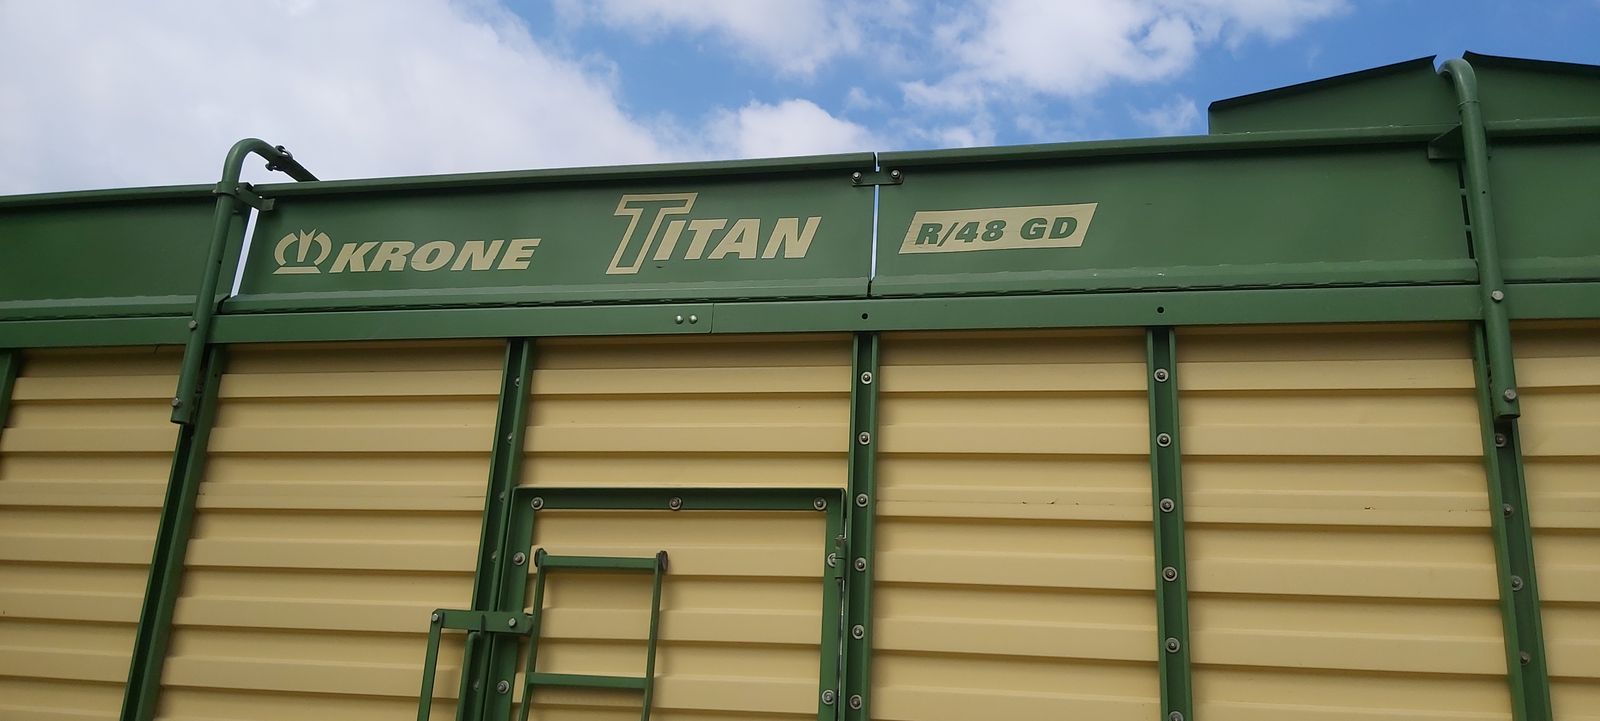 KRONE TITAN R/48 GD